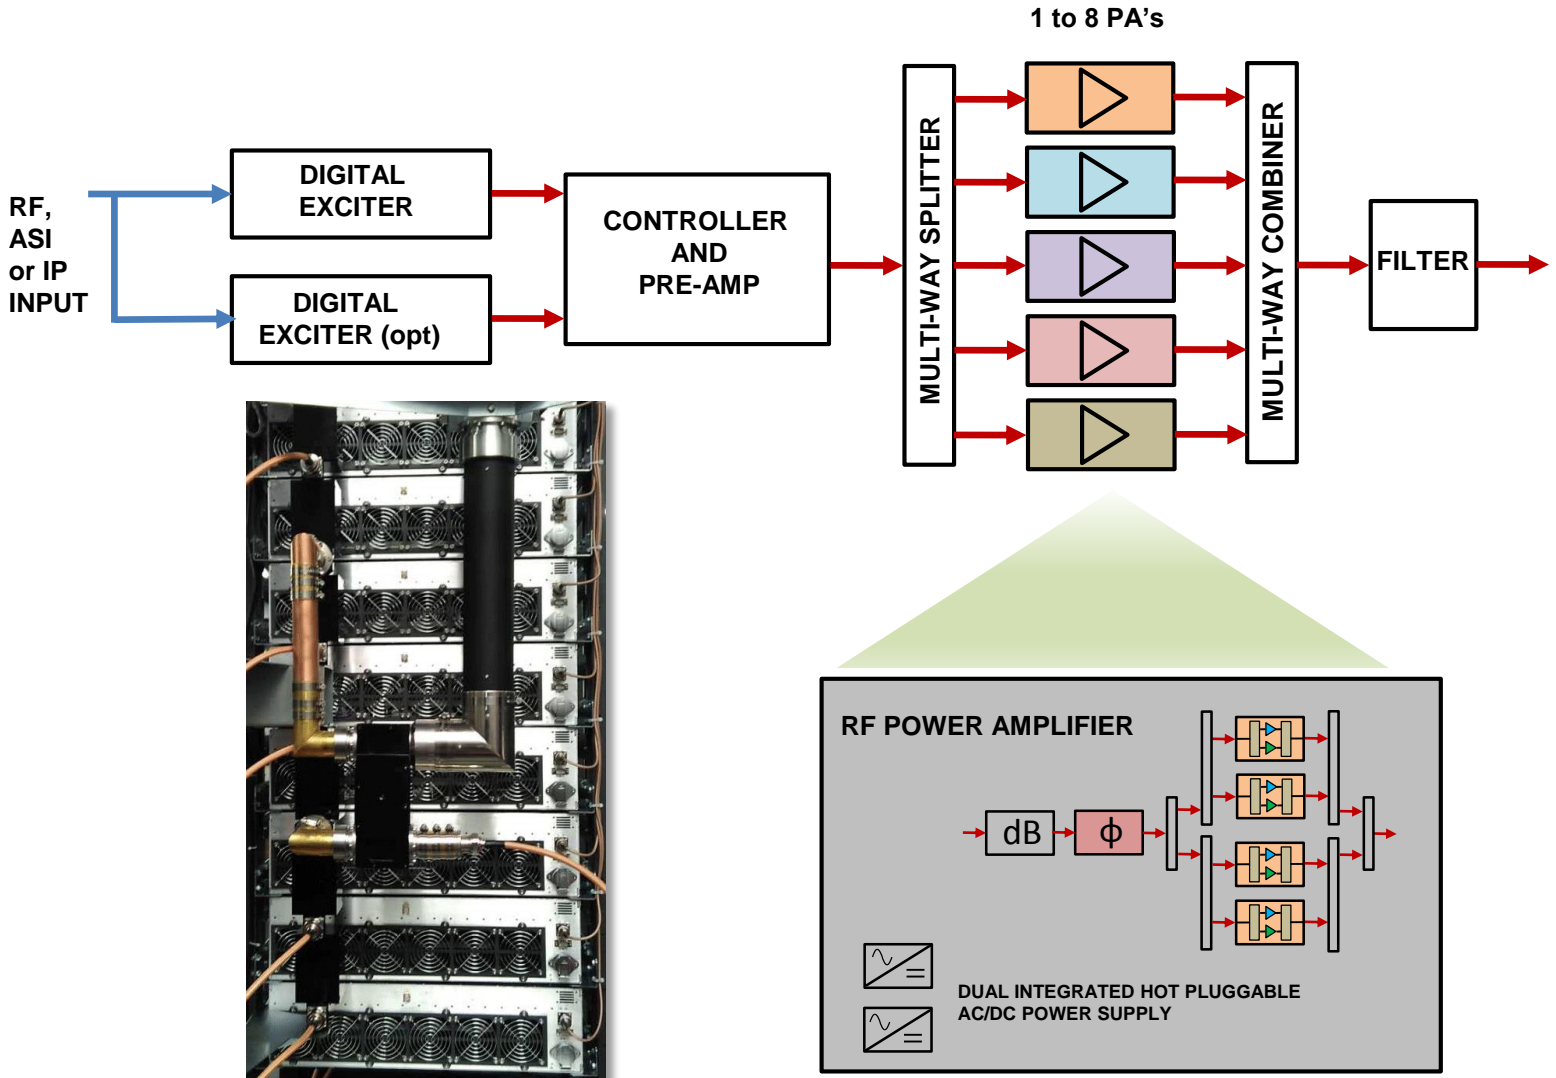 1 to 8 PA's
RF,
ASI
or IP
INPUT
DIGITAL
EXCITER
DIGITAL
EXCITER (opt)
CONTROLLER
AND
PRE-AMP
MULTI-WAY SPLITTER
MULTI-WAY COMBINER
FILTER
RF POWER AMPLIFIER
dB
ϕ
DUAL INTEGRATED HOT PLUGGABLE
AC/DC POWER SUPPLY